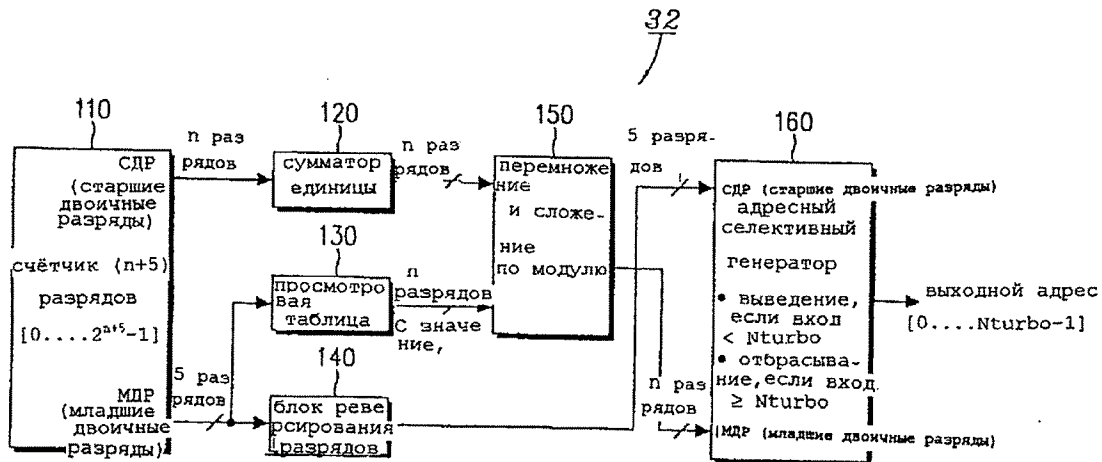 32
110
СДР
(старшие
двоичные
разряды)
счётчик (n+5)
разрядов
[0....2ⁿ⁺⁵-1]
МДР
(младшие
двоичные
разряды)
n раз
рядов
120
сумматор
единицы
n раз
рядов
130
просмотро
вая
таблица
n
разрядов
С значе
ние,
5 раз
рядов
140
блок реве
рсирования
разрядов
150
перемноже
ние
и сложе-
ние
по модулю
5 разря-
дов
n раз
рядов
160
СДР (старшие двоичные разряды)
адресный
селективный
генератор
• выведение,
если вход
< Nturbo
• отбрасыва-
ние,если вход
≥ Nturbo
МДР (младшие двоичные разряды)
выходной адрес
[0....Nturbo-1]